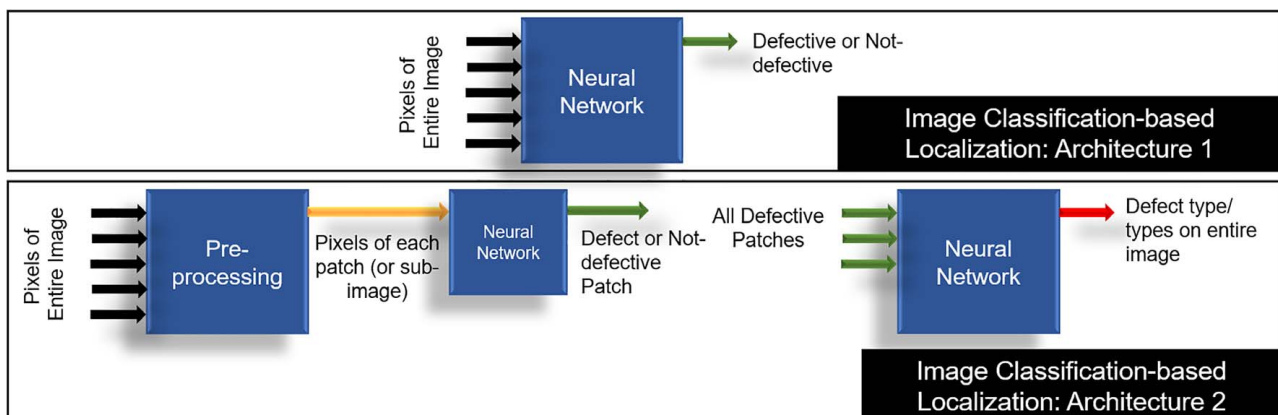 Pixels of
Entire Image
Neural
Network
Defective or Not-
defective
Image Classification-based
Localization: Architecture 1
Pixels of
Entire Image
Pre-
processing
Pixels of each
patch (or sub-
image)
Neural
Network
Defect or Not-
defective
Patch
All Defective
Patches
Neural
Network
Defect type/
types on entire
image
Image Classification-based
Localization: Architecture 2